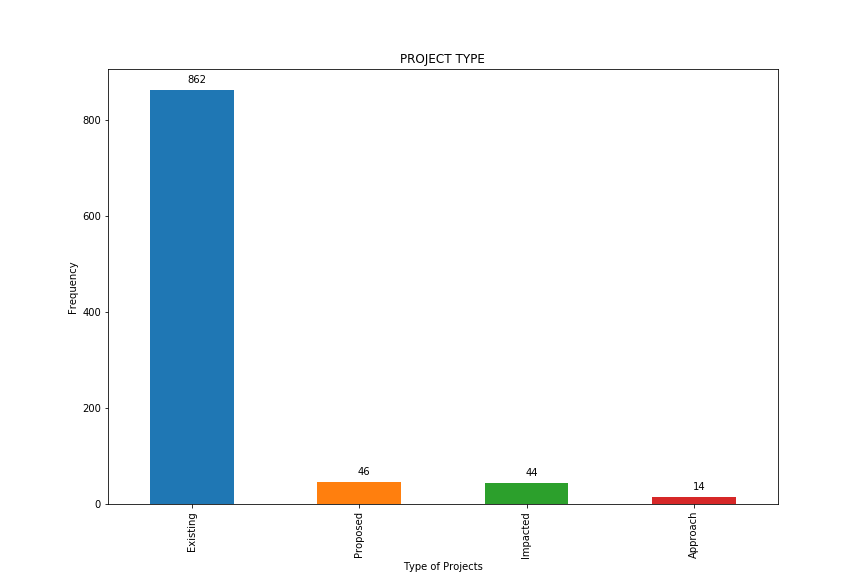 PROJECT TYPE
862
800
600
400
200
0
Frequency
46
44
14
Existing
Proposed
Impacted
Approach
Type of Projects